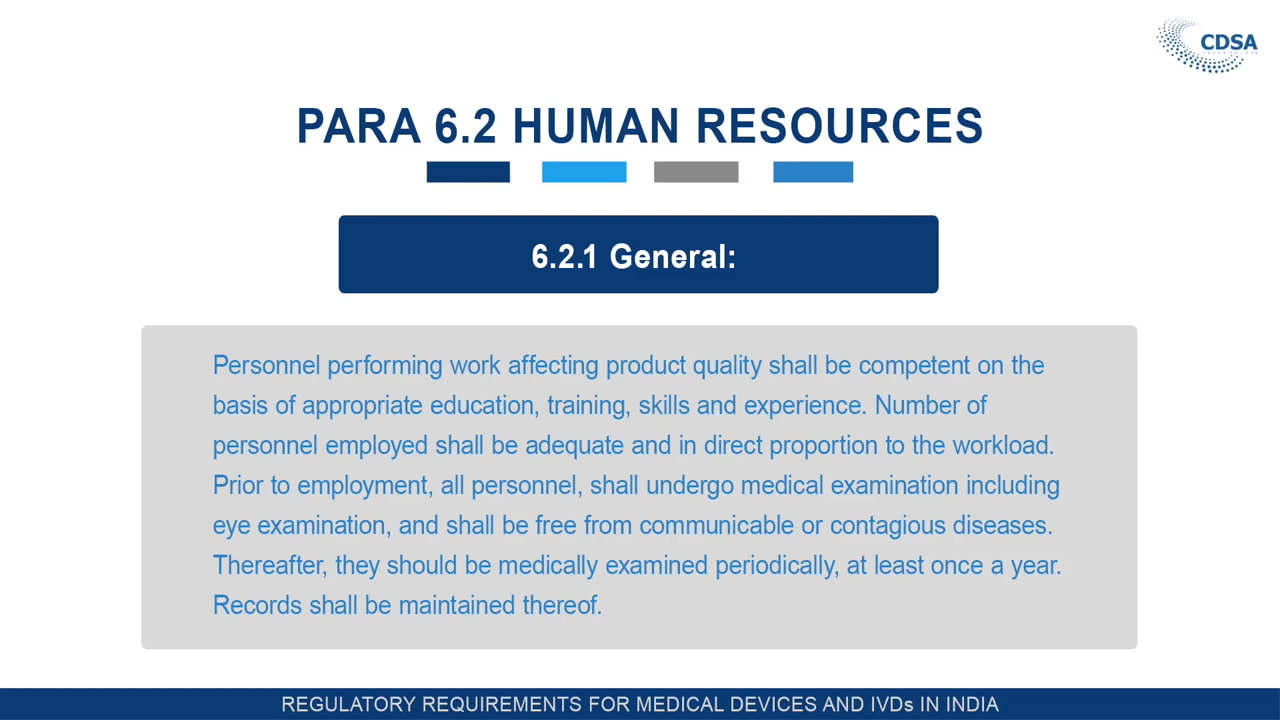 CDSA
PARA 6.2 HUMAN RESOURCES
6.2.1 General:
Personnel performing work affecting product quality shall be competent on the
basis of appropriate education, training, skills and experience. Number of
personnel employed shall be adequate and in direct proportion to the workload.
Prior to employment, all personnel, shall undergo medical examination including
eye examination, and shall be free from communicable or contagious diseases.
Thereafter, they should be medically examined periodically, at least once a year.
Records shall be maintained thereof.
REGULATORY REQUIREMENTS FOR MEDICAL DEVICES AND IVDs IN INDIA